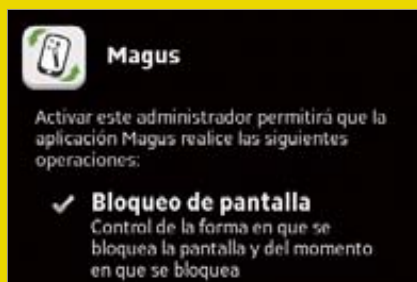 Magus
Activar este administrador permitirá que la
aplicación Magus realice las siguientes
operaciones:
Bloqueo de pantalla
Control de la forma en que se
bloquea la pantalla y del momento
en que se bloquea